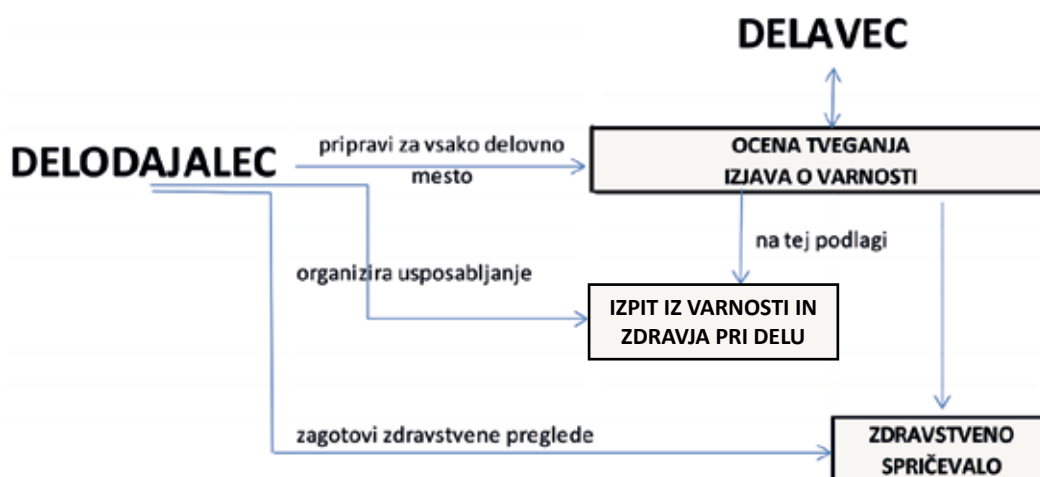 DELAVEC
DELODAJALEC
pripravi za vsako delovno
mesto
OCENA TVEGANJA
IZJAVA O VARNOSTI
na tej podlagi
organizira usposabljanje
IZPIT IZ VARNOSTI IN
ZDRAVJA PRI DELU
zagotovi zdravstvene preglede
ZDRAVSTVENO
SPRIČEVALO